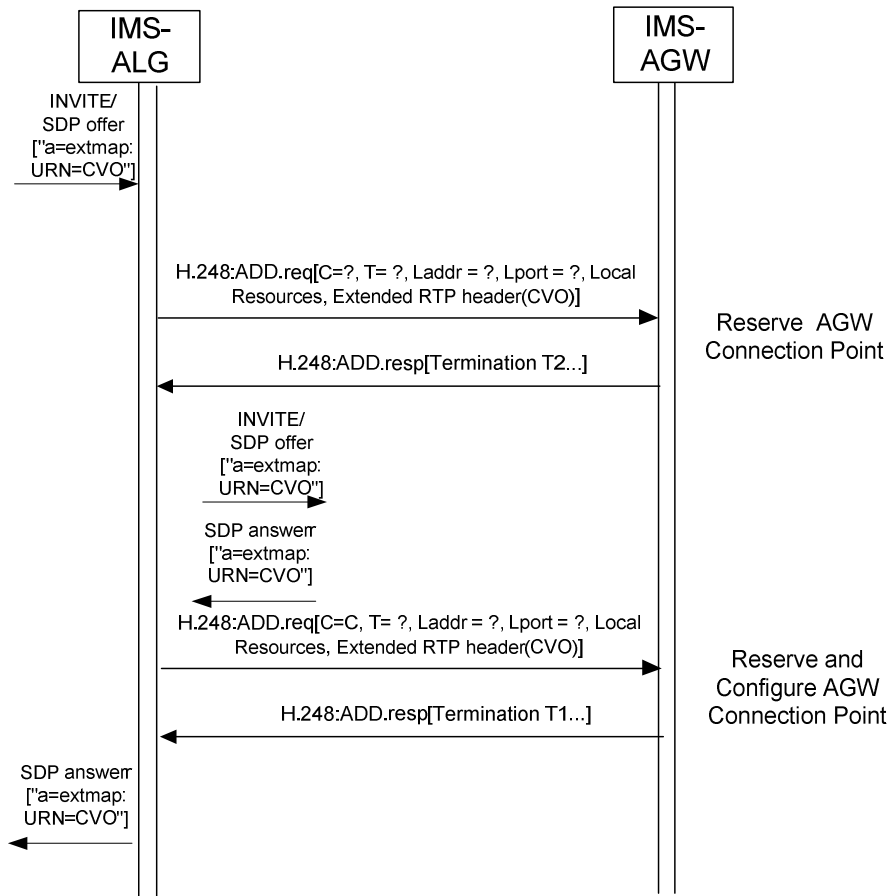 IMS-
ALG
IMS-
AGW
INVITE/
SDP offer
["a=extmap:
URN=CVO"]
H.248:ADD.req[C=?, T= ?, Laddr = ?, Lport = ?, Local
Resources, Extended RTP header(CVO)]
Reserve AGW
Connection Point
H.248:ADD.resp[Termination T2...]
INVITE/
SDP offer
["a=extmap:
URN=CVO"]
SDP answerr
["a=extmap:
URN=CVO"]
H.248:ADD.req[C=C, T= ?, Laddr = ?, Lport = ?, Local
Resources, Extended RTP header(CVO)]
Reserve and
Configure AGW
Connection Point
H.248:ADD.resp[Termination T1...]
SDP answerr
["a=extmap:
URN=CVO"]